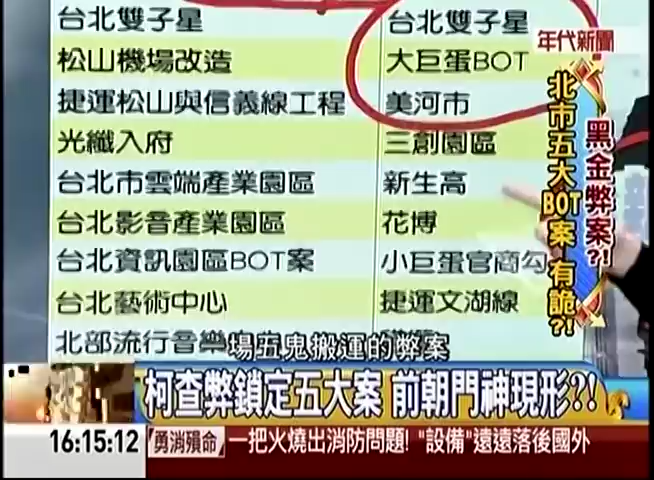 台北雙子星
松山機場改造
捷運松山與信義線工程
光纖入府
台北市雲端產業園區
台北影音產業園區
台北資訊園區BOT案
台北藝術中心
北部流行音樂
台北雙子星
大巨蛋BOT
美河市
三創園區
新生高
花博
小巨蛋官商勾
捷運文湖線
年代新聞
黑金弊案?!
北市五大BOT案 有詭?!
場五鬼搬運的弊案
柯查弊鎖定五大案 前朝門神現形?!
16:15:12
勇消殞命
一把火燒出消防問題! "設備"遠遠落後國外